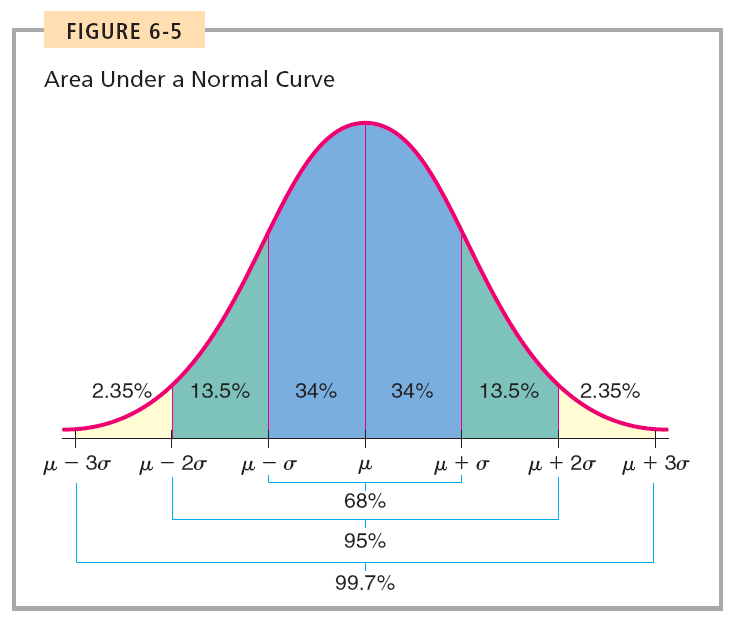 FIGURE 6-5
Area Under a Normal Curve
2.35% 13.5% 34% 34% 13.5% 2.35%
μ − 3σ μ − 2σ μ − σ μ μ + σ μ + 2σ μ + 3σ
68%
95%
99.7%